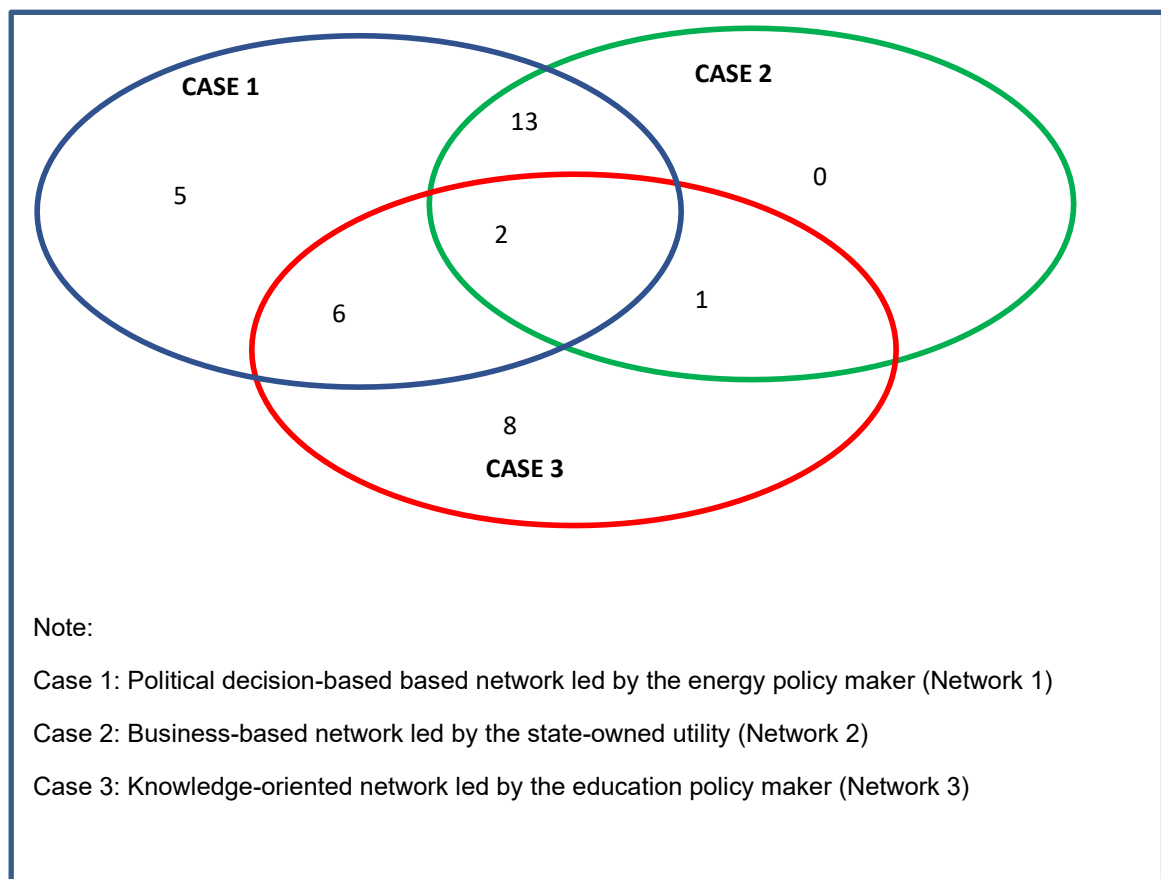 CASE 1
CASE 2
13
0
5
2
1
6
8
CASE 3
Note:
Case 1: Political decision-based based network led by the energy policy maker (Network 1)
Case 2: Business-based network led by the state-owned utility (Network 2)
Case 3: Knowledge-oriented network led by the education policy maker (Network 3)